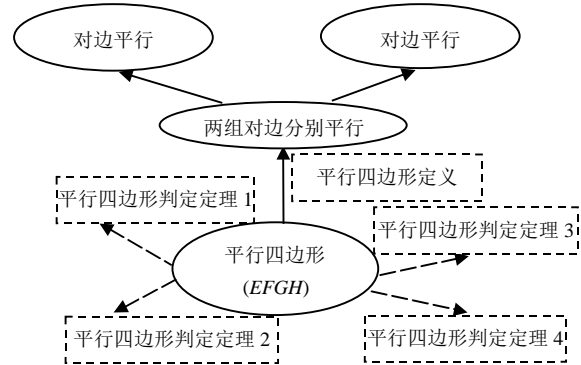 对边平行
对边平行
两组对边分别平行
平行四边形定义
平行四边形判定定理 1
平行四边形判定定理 3
平行四边形
(EFGH)
平行四边形判定定理 2
平行四边形判定定理 4